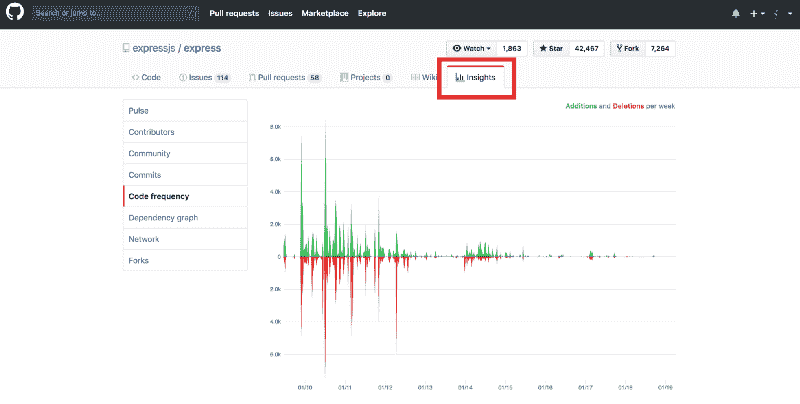 Search or jump to... /
Pull requests Issues Marketplace Explore
expressjs / express
Watch 1,863 Star 42,467 Fork 7,264
Code Issues 114 Pull requests 58 Projects 0 Wiki Insights
Pulse
Contributors
Community
Commits
Code frequency
Dependency graph
Network
Forks
Additions and Deletions per week
8.0k
6.0k
4.0k
2.0k
0
2.0k
4.0k
6.0k
01/10 01/11 01/12 01/13 01/14 01/15 01/16 01/17 01/18 01/19